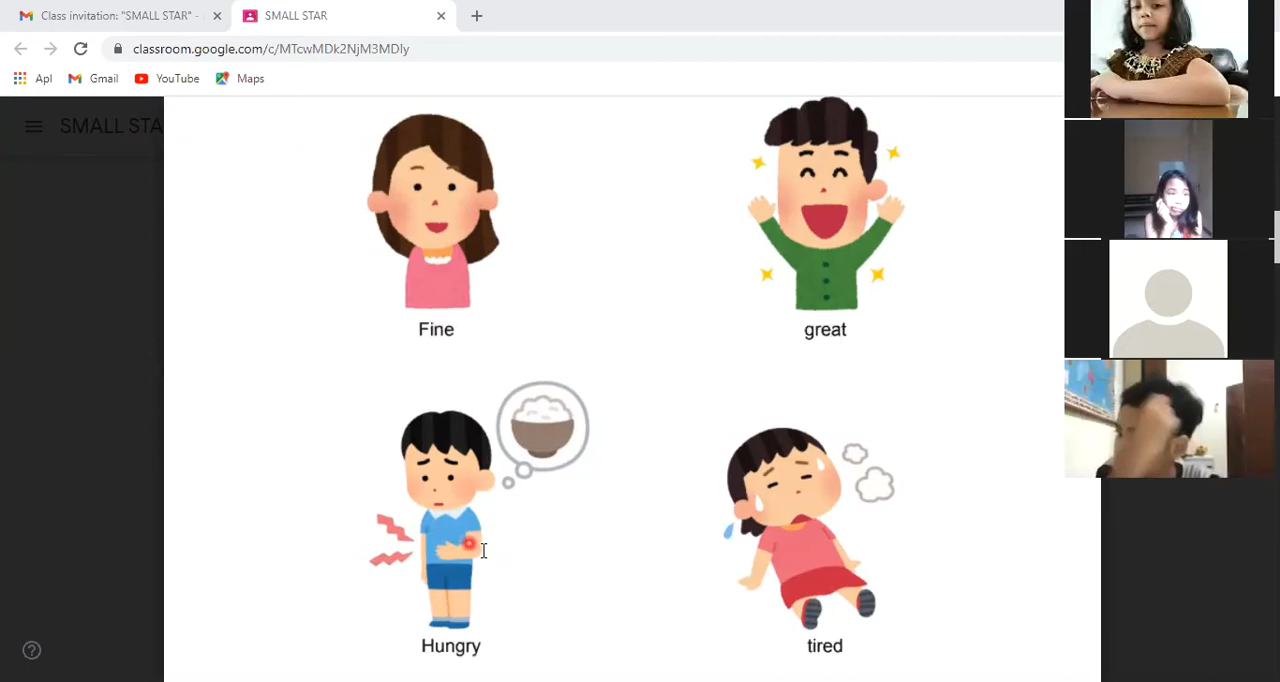 Class invitation: "SMALL STAR" -
SMALL STAR
classroom.google.com/c/MTcwMDk2NjM3MDIy
Apl
Gmail
YouTube
Maps
SMALL STA
Fine
great
Hungry
tired